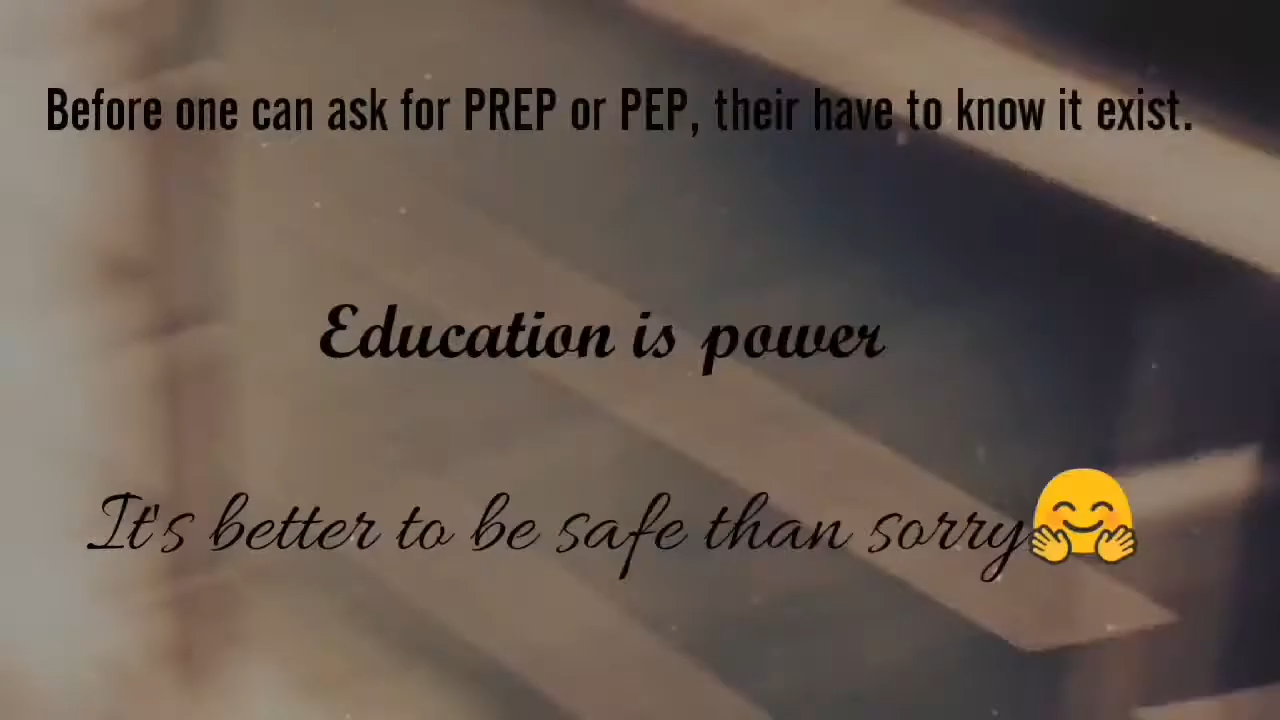 Before one can ask for PREP or PEP, their have to know it exist.
Education is power
It's better to be safe than sorry🤗